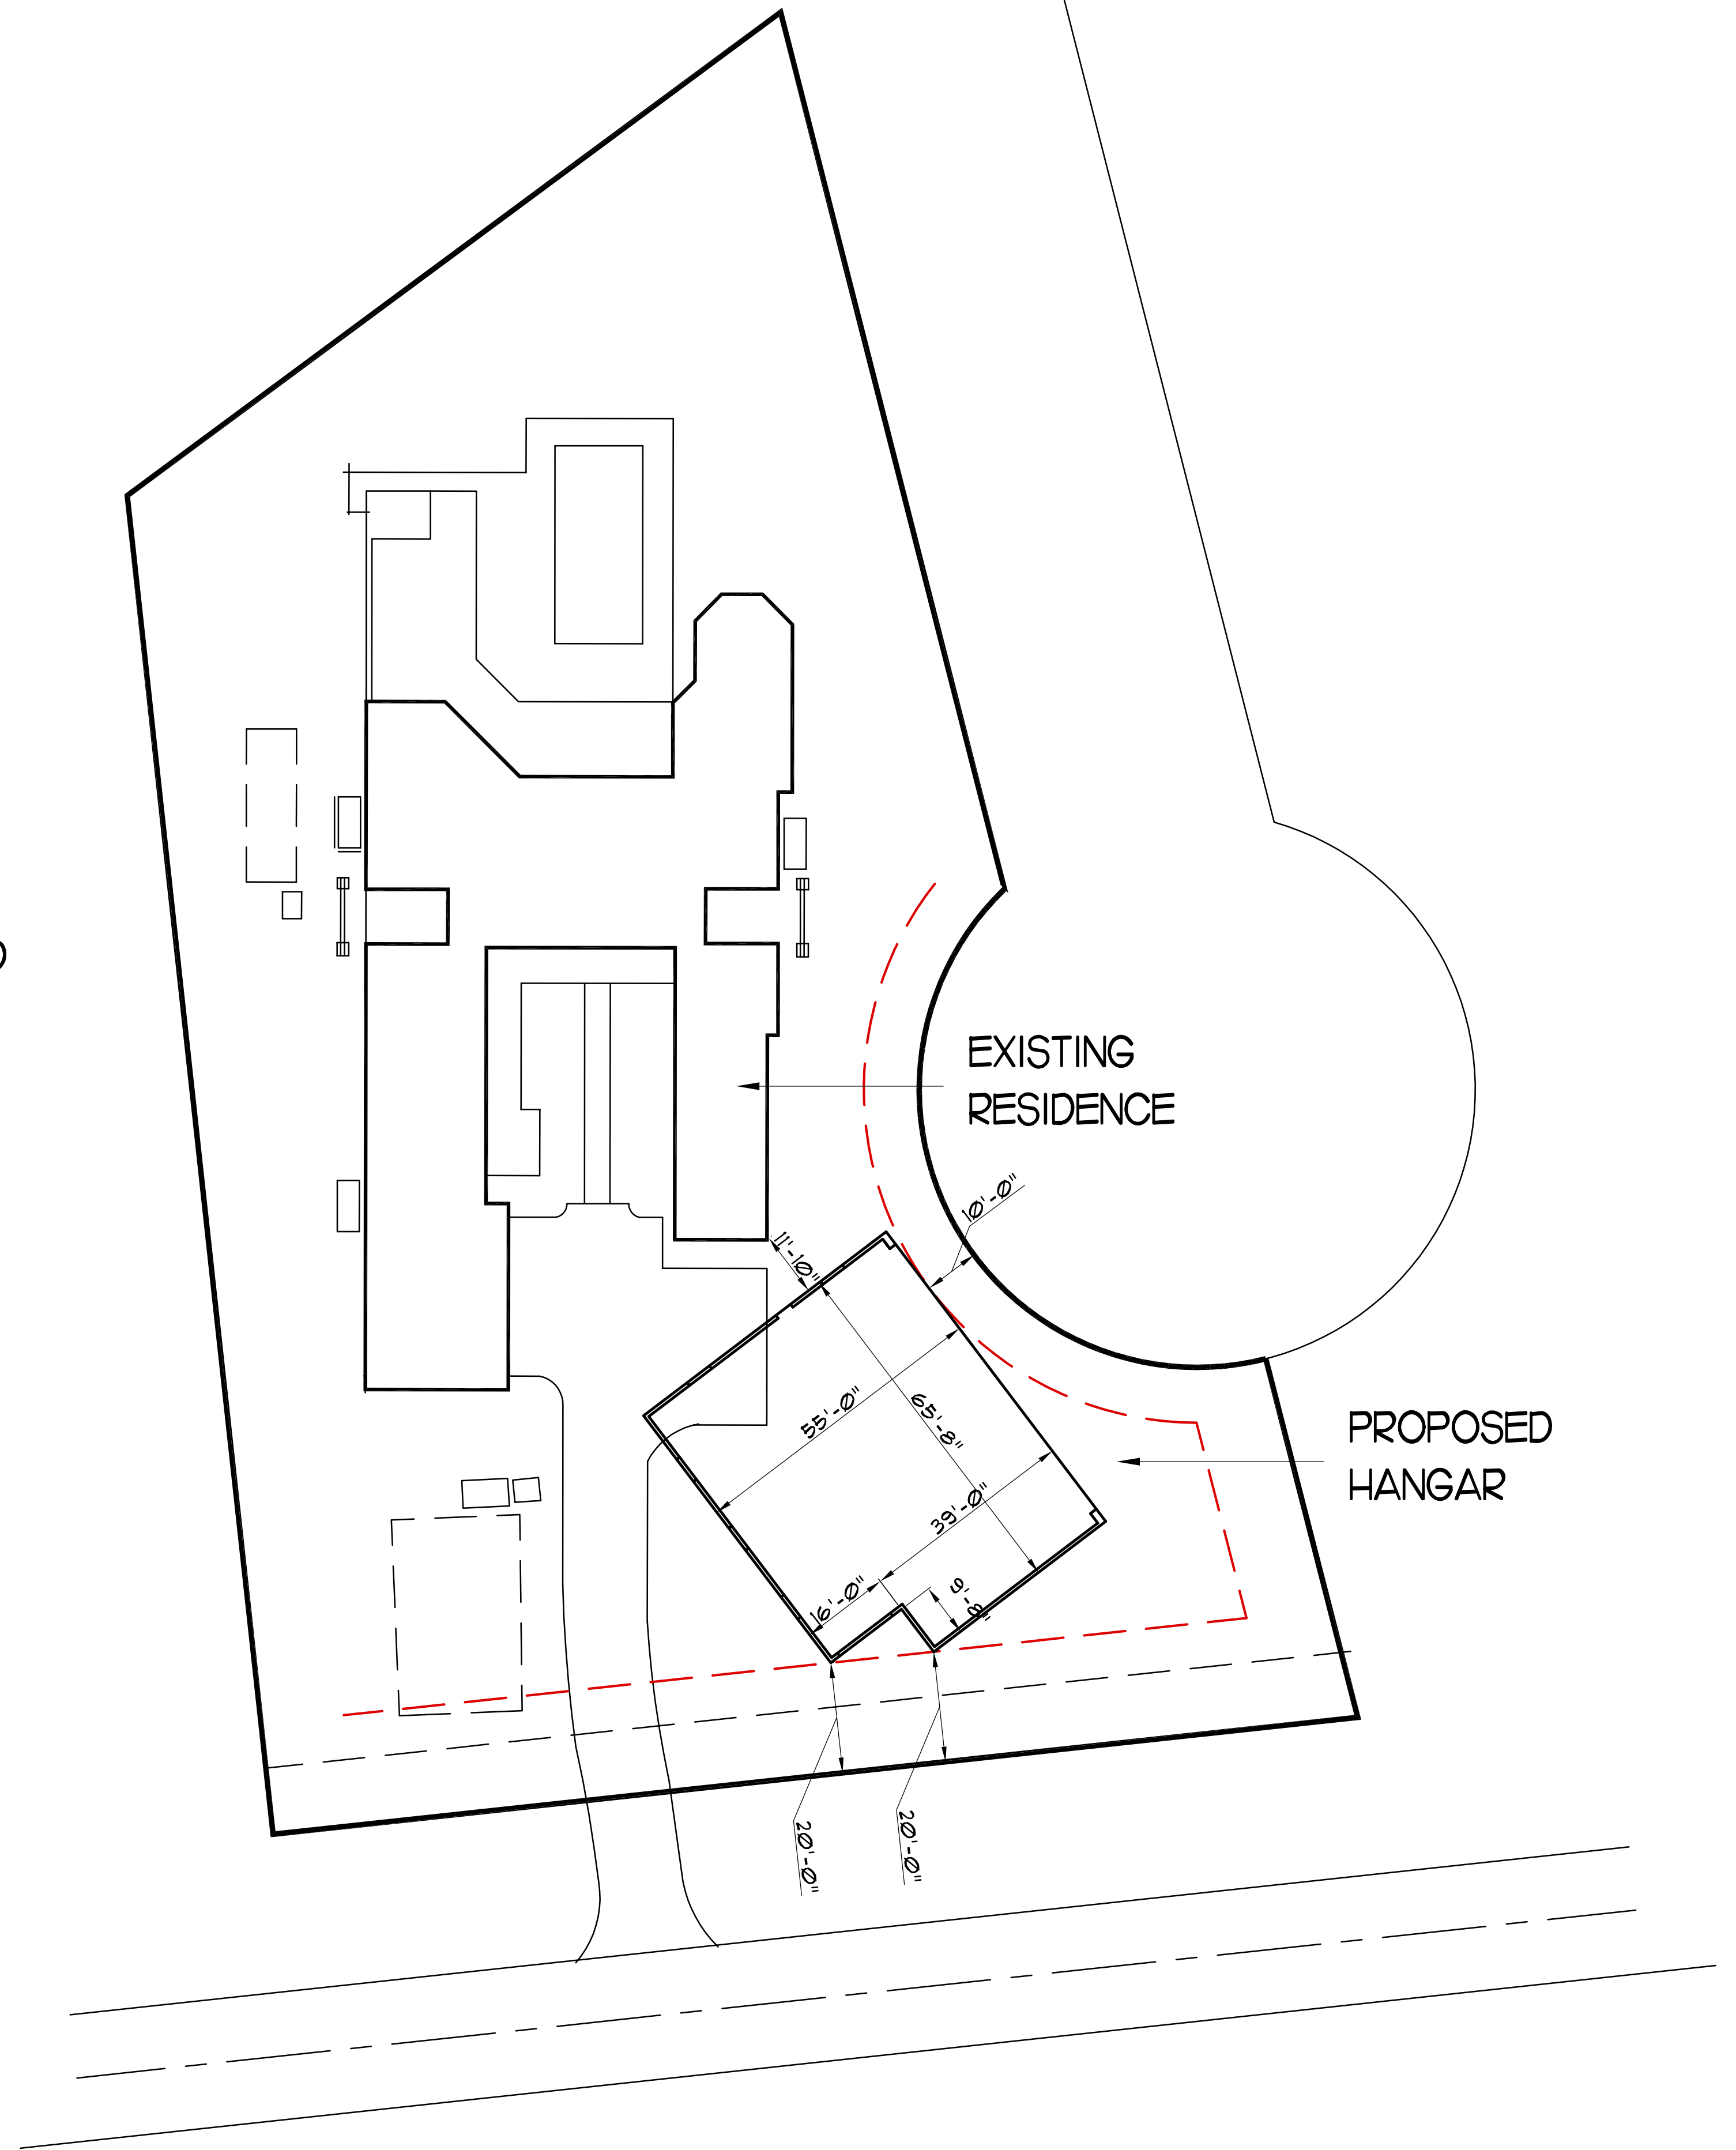 EXISTING
RESIDENCE
10'-0"
11'-10"
55'-0"
65'-8"
PROPOSED
HANGAR
39'-0"
16'-0"
9'-8"
20'-0"
20'-0"